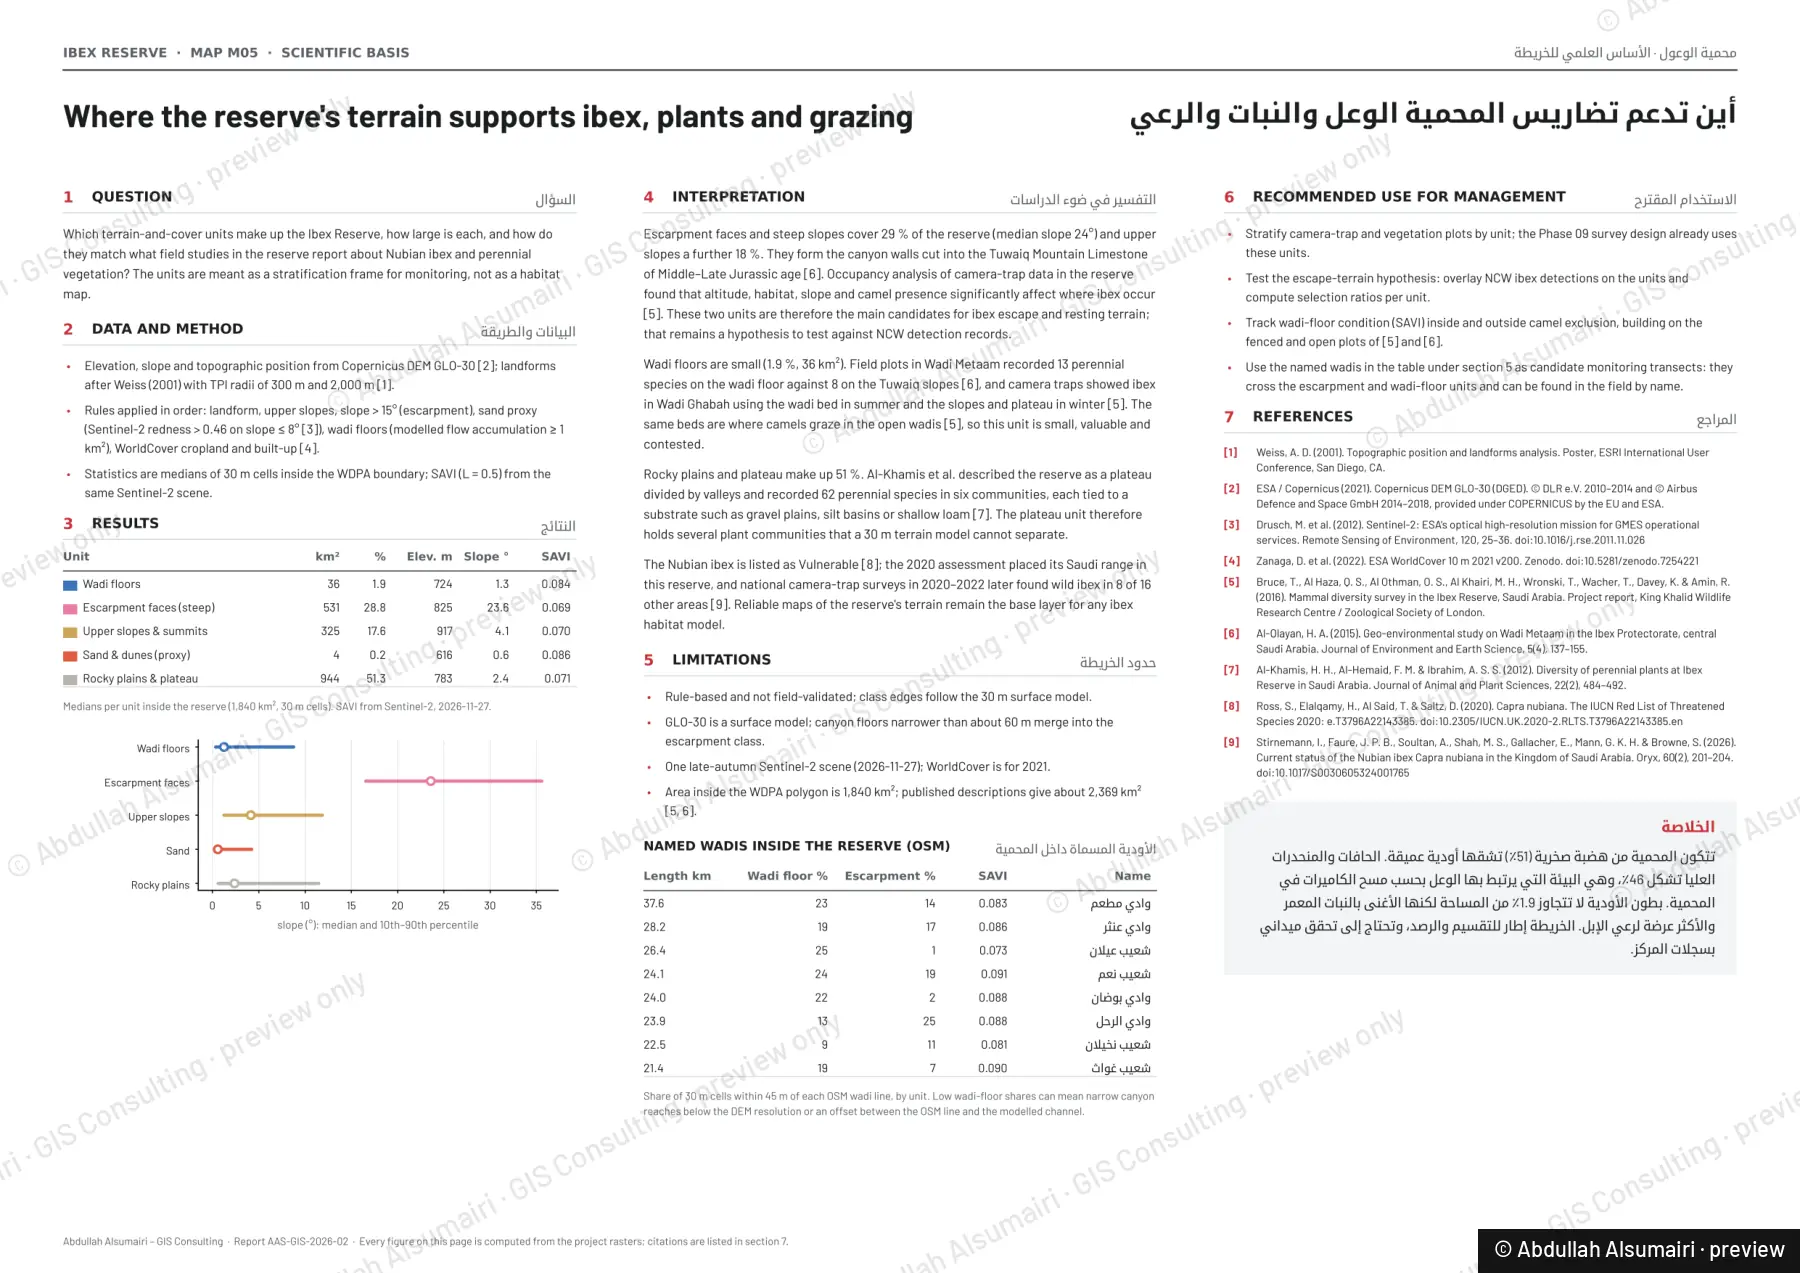 IBEX RESERVE · MAP M05 · SCIENTIFIC BASIS
محمية الوعول · الأساس العلمي للخريطة
Where the reserve's terrain supports ibex, plants and grazing
أين تدعم تضاريس المحمية الوعل والنبات والرعي
1 QUESTION السؤال
Which terrain-and-cover units make up the Ibex Reserve, how large is each, and how do
they match what field studies in the reserve report about Nubian ibex and perennial
vegetation? The units are meant as a stratification frame for monitoring, not as a habitat
map.
2 DATA AND METHOD البيانات والطريقة
• Elevation, slope and topographic position from Copernicus DEM GLO-30 [2]; landforms
after Weiss (2001) with TPI radii of 300 m and 2,000 m [1].
• Rules applied in order: landform, upper slopes, slope > 15° (escarpment), sand proxy
(Sentinel-2 redness > 0.46 on slope ≤ 8° [3]), wadi floors (modelled flow accumulation ≥ 1
km²), WorldCover cropland and built-up [4].
• Statistics are medians of 30 m cells inside the WDPA boundary; SAVI (L = 0.5) from the
same Sentinel-2 scene.
3 RESULTS النتائج
Unit km² % Elev. m Slope ° SAVI
Wadi floors 36 1.9 724 1.3 0.084
Escarpment faces (steep) 531 28.8 825 23.6 0.069
Upper slopes & summits 325 17.6 917 4.1 0.070
Sand & dunes (proxy) 4 0.2 616 0.6 0.086
Rocky plains & plateau 944 51.3 783 2.4 0.071
Medians per unit inside the reserve (1,840 km², 30 m cells). SAVI from Sentinel-2, 2026-11-27.
Wadi floors
Escarpment faces
Upper slopes
Sand
Rocky plains
0 5 10 15 20 25 30 35
slope (°): median and 10th–90th percentile
4 INTERPRETATION التفسير في ضوء الدراسات
Escarpment faces and steep slopes cover 29 % of the reserve (median slope 24°) and upper
slopes a further 18 %. They form the canyon walls cut into the Tuwaiq Mountain Limestone
of Middle–Late Jurassic age [6]. Occupancy analysis of camera-trap data in the reserve
found that altitude, habitat, slope and camel presence significantly affect where ibex occur
[5]. These two units are therefore the main candidates for ibex escape and resting terrain;
that remains a hypothesis to test against NCW detection records.
Wadi floors are small (1.9 %, 36 km²). Field plots in Wadi Metaam recorded 13 perennial
species on the wadi floor against 8 on the Tuwaiq slopes [6], and camera traps showed ibex
in Wadi Ghabah using the wadi bed in summer and the slopes and plateau in winter [5]. The
same beds are where camels graze in the open wadis [5], so this unit is small, valuable and
contested.
Rocky plains and plateau make up 51 %. Al-Khamis et al. described the reserve as a plateau
divided by valleys and recorded 62 perennial species in six communities, each tied to a
substrate such as gravel plains, silt basins or shallow loam [7]. The plateau unit therefore
holds several plant communities that a 30 m terrain model cannot separate.
The Nubian ibex is listed as Vulnerable [8]; the 2020 assessment placed its Saudi range in
this reserve, and national camera-trap surveys in 2020–2022 later found wild ibex in 8 of 16
other areas [9]. Reliable maps of the reserve's terrain remain the base layer for any ibex
habitat model.
5 LIMITATIONS حدود الخريطة
• Rule-based and not field-validated; class edges follow the 30 m surface model.
• GLO-30 is a surface model; canyon floors narrower than about 60 m merge into the
escarpment class.
• One late-autumn Sentinel-2 scene (2026-11-27); WorldCover is for 2021.
• Area inside the WDPA polygon is 1,840 km²; published descriptions give about 2,369 km²
[5, 6].
NAMED WADIS INSIDE THE RESERVE (OSM) الأودية المسماة داخل المحمية
Length km Wadi floor % Escarpment % SAVI Name
37.6 23 14 0.083 وادي مطعم
28.2 19 17 0.086 وادي عنثر
26.4 25 1 0.073 شعيب عيلان
24.1 24 19 0.091 شعيب نعم
24.0 22 2 0.088 وادي بوضان
23.9 13 25 0.088 وادي الرحل
22.5 9 11 0.081 شعيب نخيلان
21.4 19 7 0.090 شعيب غواث
Share of 30 m cells within 45 m of each OSM wadi line, by unit. Low wadi-floor shares can mean narrow canyon
reaches below the DEM resolution or an offset between the OSM line and the modelled channel.
6 RECOMMENDED USE FOR MANAGEMENT الاستخدام المقترح
• Stratify camera-trap and vegetation plots by unit; the Phase 09 survey design already uses
these units.
• Test the escape-terrain hypothesis: overlay NCW ibex detections on the units and
compute selection ratios per unit.
• Track wadi-floor condition (SAVI) inside and outside camel exclusion, building on the
fenced and open plots of [5] and [6].
• Use the named wadis in the table under section 5 as candidate monitoring transects: they
cross the escarpment and wadi-floor units and can be found in the field by name.
7 REFERENCES المراجع
[1] Weiss, A. D. (2001). Topographic position and landforms analysis. Poster, ESRI International User
Conference, San Diego, CA.
[2] ESA / Copernicus (2021). Copernicus DEM GLO-30 (DGED). © DLR e.V. 2010–2014 and © Airbus
Defence and Space GmbH 2014–2018, provided under COPERNICUS by the EU and ESA.
[3] Drusch, M. et al. (2012). Sentinel-2: ESA's optical high-resolution mission for GMES operational
services. Remote Sensing of Environment, 120, 25–36. doi:10.1016/j.rse.2011.11.026
[4] Zanaga, D. et al. (2022). ESA WorldCover 10 m 2021 v200. Zenodo. doi:10.5281/zenodo.7254221
[5] Bruce, T., Al Haza, Q. S., Al Othman, O. S., Al Khairi, M. H., Wronski, T., Wacher, T., Davey, K. & Amin, R.
(2016). Mammal diversity survey in the Ibex Reserve, Saudi Arabia. Project report, King Khalid Wildlife
Research Centre / Zoological Society of London.
[6] Al-Olayan, H. A. (2015). Geo-environmental study on Wadi Metaam in the Ibex Protectorate, central
Saudi Arabia. Journal of Environment and Earth Science, 5(4), 137–155.
[7] Al-Khamis, H. H., Al-Hemaid, F. M. & Ibrahim, A. S. S. (2012). Diversity of perennial plants at Ibex
Reserve in Saudi Arabia. Journal of Animal and Plant Sciences, 22(2), 484–492.
[8] Ross, S., Elalqamy, H., Al Said, T. & Saltz, D. (2020). Capra nubiana. The IUCN Red List of Threatened
Species 2020: e.T3796A22143385. doi:10.2305/IUCN.UK.2020-2.RLTS.T3796A22143385.en
[9] Stirnemann, I., Faure, J. P. B., Soultan, A., Shah, M. S., Gallacher, E., Mann, G. K. H. & Browne, S. (2026).
Current status of the Nubian ibex Capra nubiana in the Kingdom of Saudi Arabia. Oryx, 60(2), 201–204.
doi:10.1017/S0030605324001765
الخلاصة
تتكون المحمية من هضبة صخرية (51٪) تشقها أودية عميقة. الحافات والمنحدرات
العليا تشكل 46٪، وهي البيئة التي يرتبط بها الوعل بحسب مسح الكاميرات في
المحمية. بطون الأودية لا تتجاوز 1.9٪ من المساحة لكنها الأغنى بالنبات المعمر
والأكثر عرضة لرعي الإبل. الخريطة إطار للتقسيم والرصد، وتحتاج إلى تحقق ميداني
بسجلات المركز.
Abdullah Alsumairi – GIS Consulting · Report AAS-GIS-2026-02 · Every figure on this page is computed from the project rasters; citations are listed in section 7.
© Abdullah Alsumairi · GIS Consulting · preview only
© Abdullah Alsumairi · preview